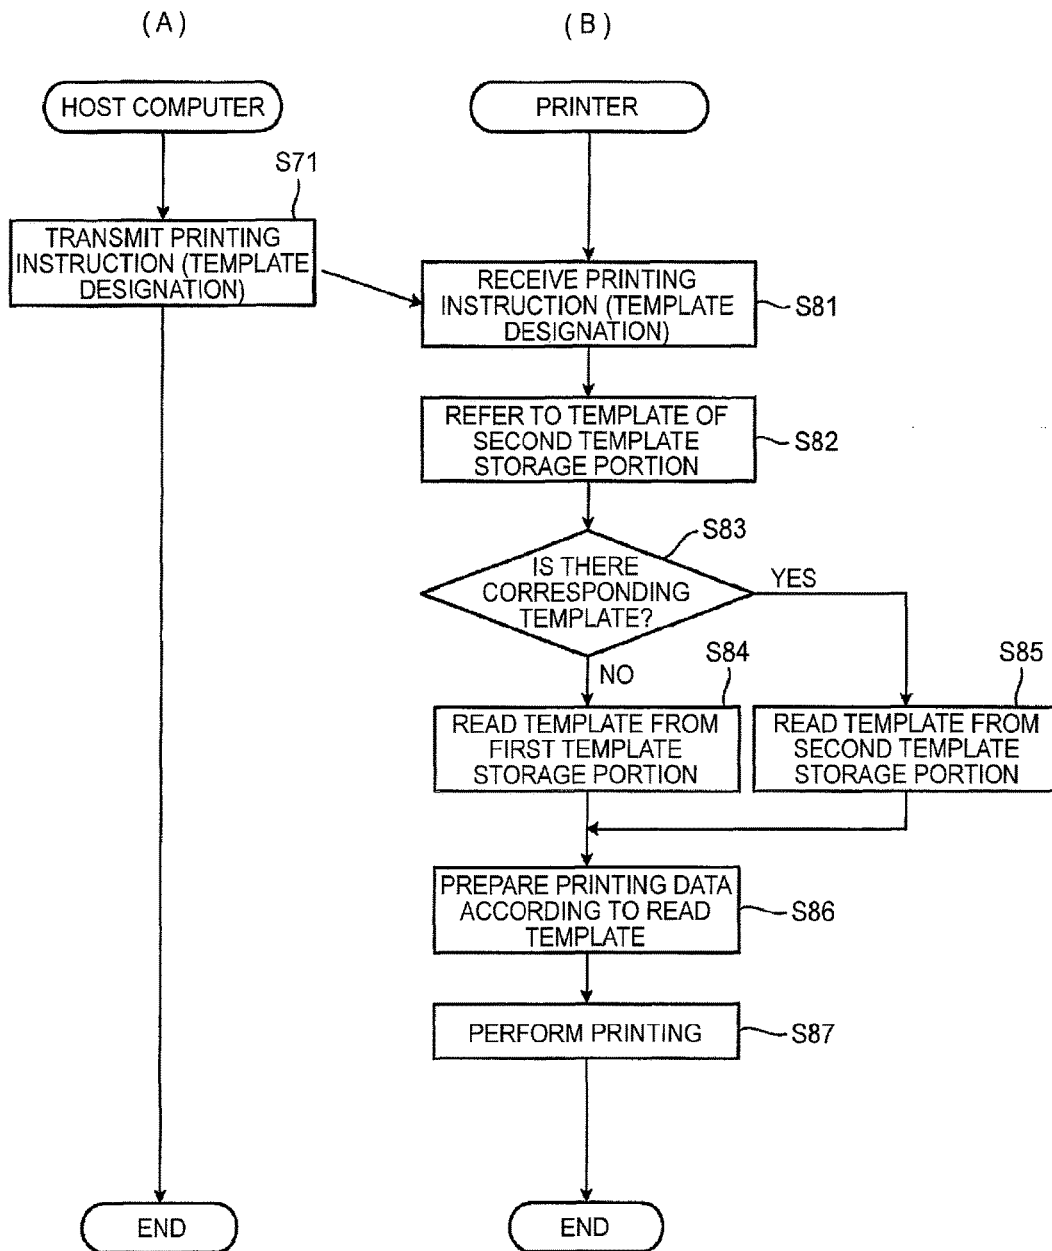 (A)
(B)
HOST COMPUTER
PRINTER
S71
TRANSMIT PRINTING
INSTRUCTION (TEMPLATE
DESIGNATION)
RECEIVE PRINTING
INSTRUCTION (TEMPLATE
DESIGNATION)
S81
REFER TO TEMPLATE OF
SECOND TEMPLATE
STORAGE PORTION
S82
S83
IS THERE
CORRESPONDING
TEMPLATE?
YES
NO
S84
S85
READ TEMPLATE FROM
FIRST TEMPLATE
STORAGE PORTION
READ TEMPLATE FROM
SECOND TEMPLATE
STORAGE PORTION
PREPARE PRINTING DATA
ACCORDING TO READ
TEMPLATE
S86
PERFORM PRINTING
S87
END
END